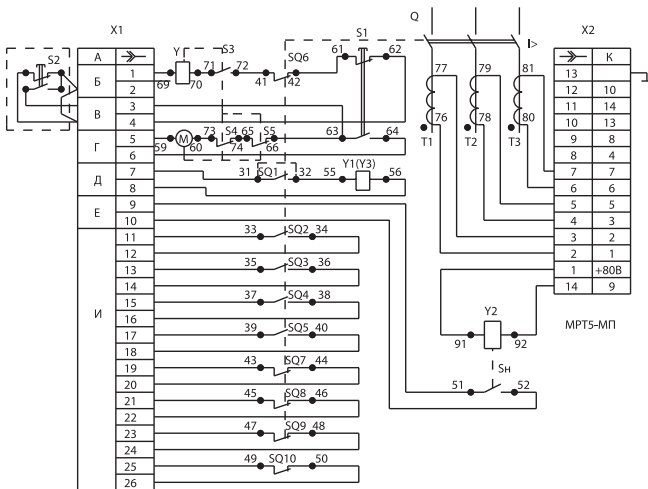 X1
Q
X2
S2
А
Y
S3
S1
I>
К
Б
1
69
70
71
72
41
SQ6
42
61
62
77
79
81
13
2
12
10
В
3
11
14
4
10
13
Г
5
59
М
60
73
S4
74
65
S5
66
63
64
76
78
80
9
8
6
T1
T2
T3
8
4
Д
7
31
SQ1
32
55
Y1(Y3)
56
7
7
8
6
6
Е
9
5
5
10
4
3
И
11
33
SQ2
34
3
2
12
2
1
13
35
SQ3
36
1
+80В
14
14
9
15
37
SQ4
38
16
Y2
МРТ5-МП
17
39
SQ5
40
91
92
18
19
43
SQ7
44
Sн
20
51
52
21
45
SQ8
46
22
23
47
SQ9
48
24
25
49
SQ10
50
26